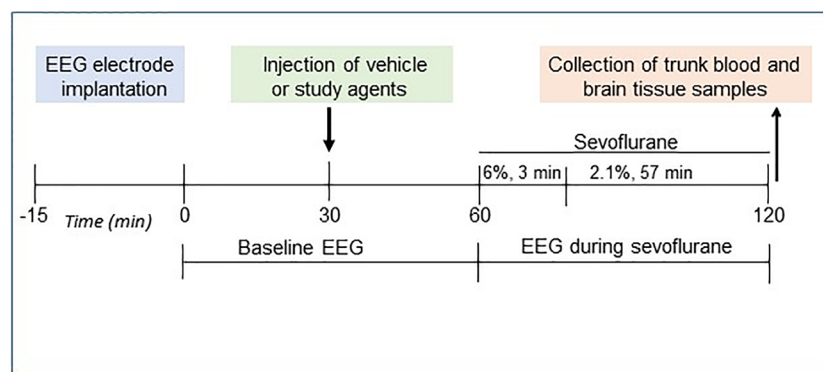 EEG electrode
implantation
Injection of vehicle
or study agents
Collection of trunk blood and
brain tissue samples
Sevoflurane
6%, 3 min
2.1%, 57 min
-15
Time (min)
0
30
60
120
Baseline EEG
EEG during sevoflurane